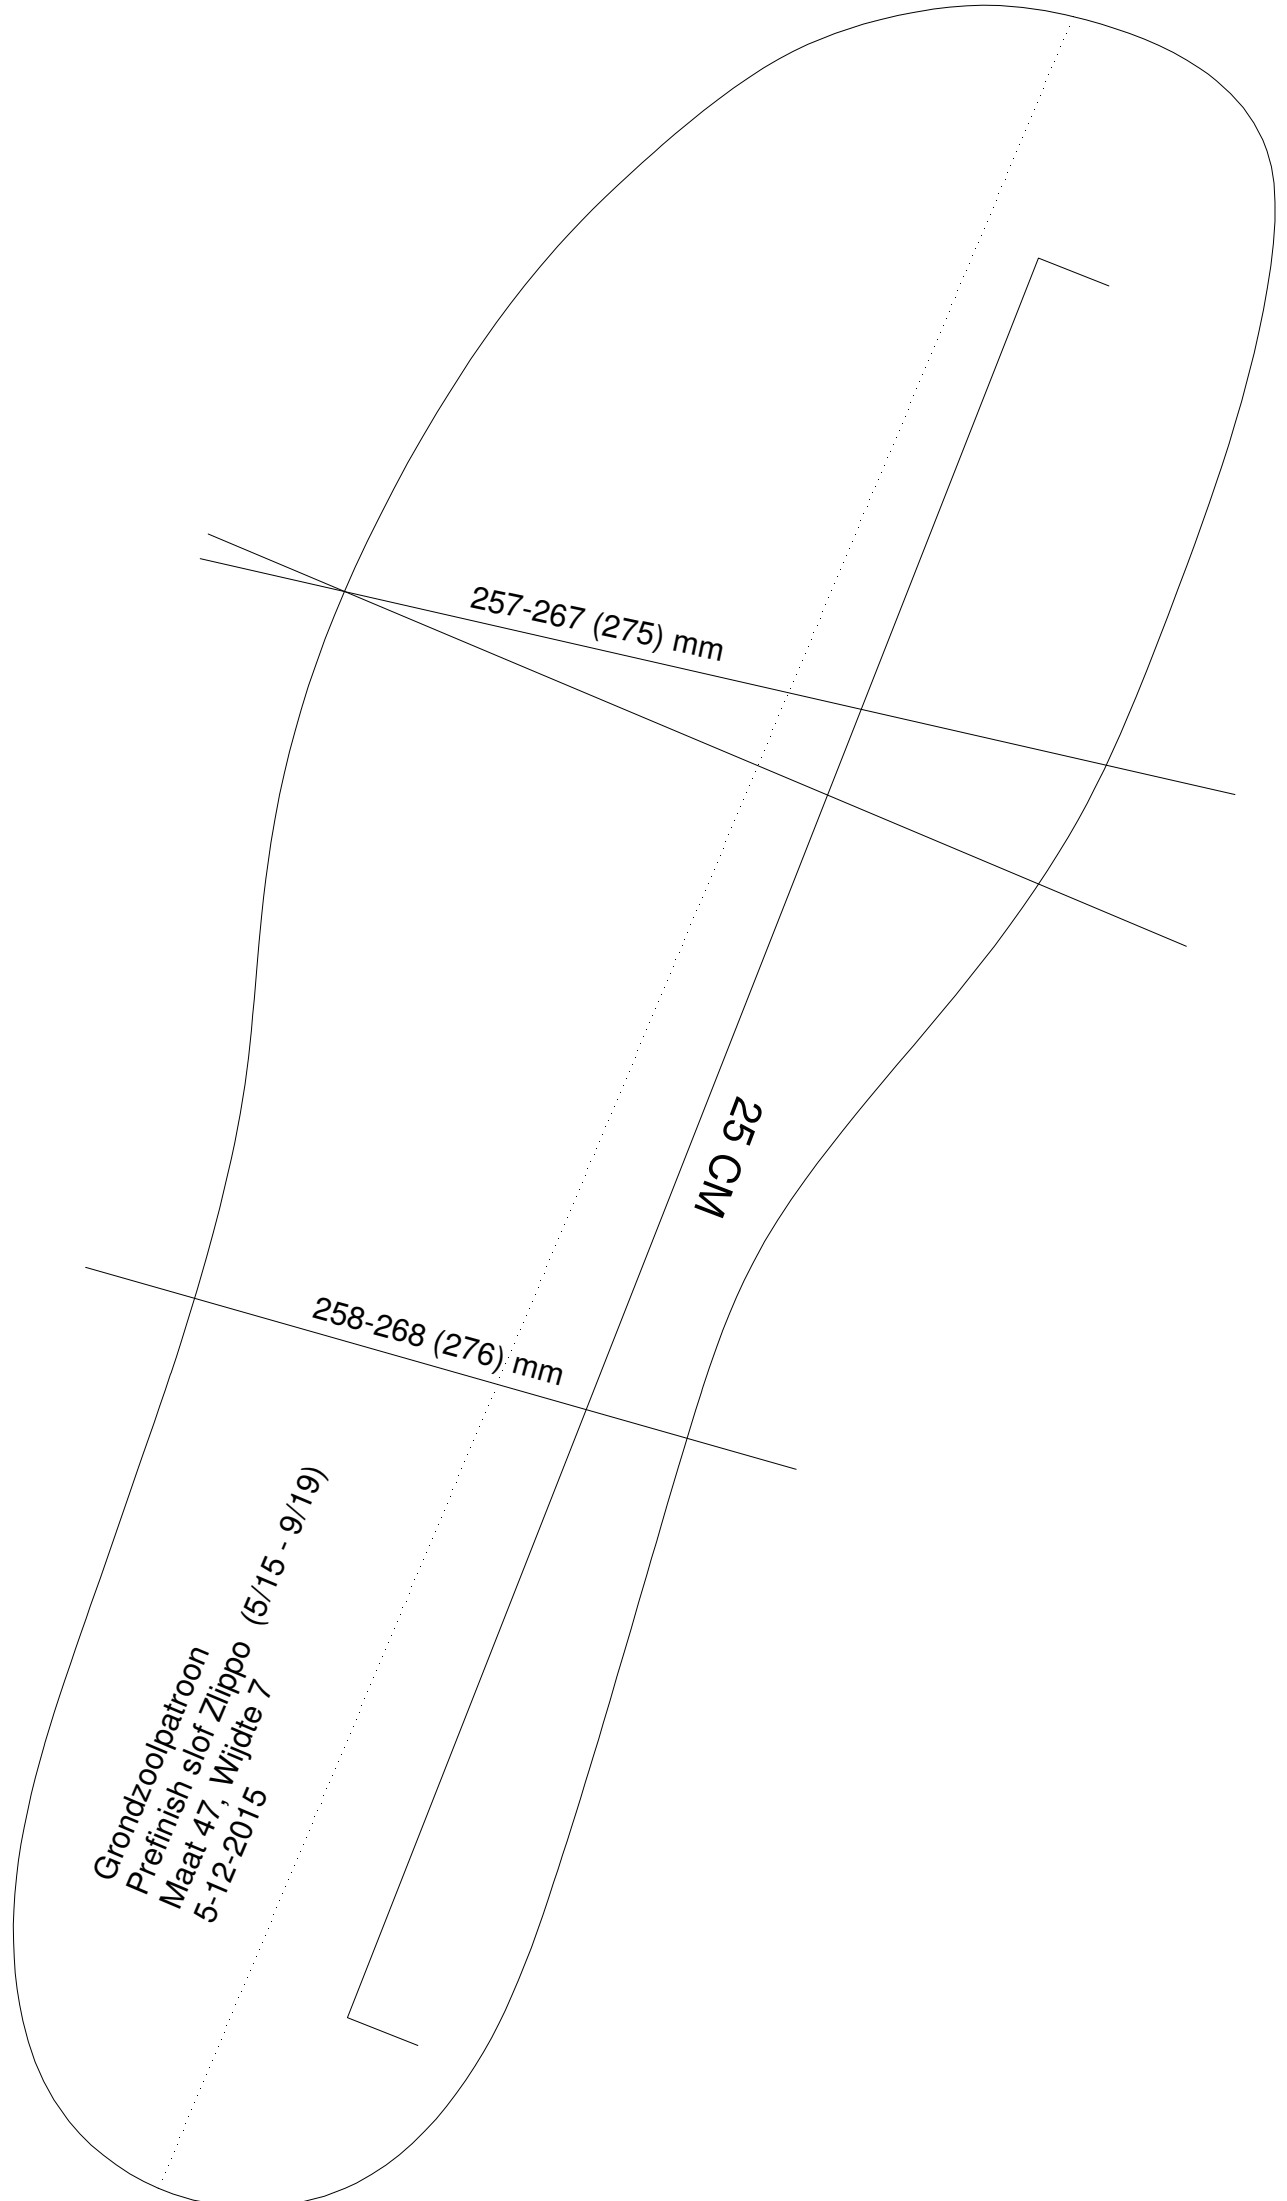 257-267 (275) mm
25 CM
258-268 (276) mm
Grondzoolpatroon
Prefinish slof Zlippo (5/15 - 9/19)
Maat 47, Wijdte 7
5-12-2015